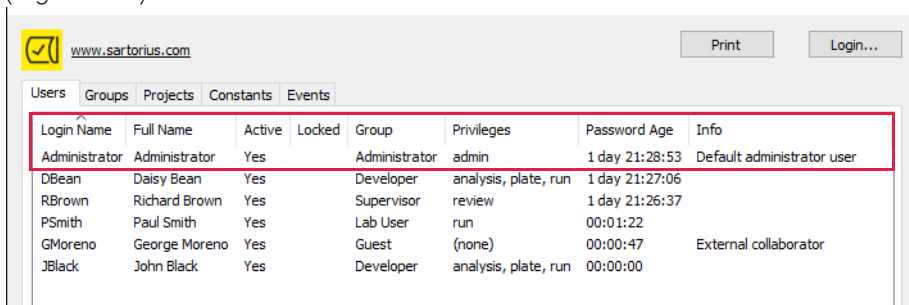 www.sartorius.com Print Login...
Users Groups Projects Constants Events
Login Name Full Name Active Locked Group Privileges Password Age Info
Administrator Administrator Yes Administrator admin 1 day 21:28:53 Default administrator user
DBean Daisy Bean Yes Developer analysis, plate, run 1 day 21:27:06
RBrown Richard Brown Yes Supervisor review 1 day 21:26:37
PSmith Paul Smith Yes Lab User run 00:01:22
GMoreno George Moreno Yes Guest (none) 00:00:47 External collaborator
JBlack John Black Yes Developer analysis, plate, run 00:00:00